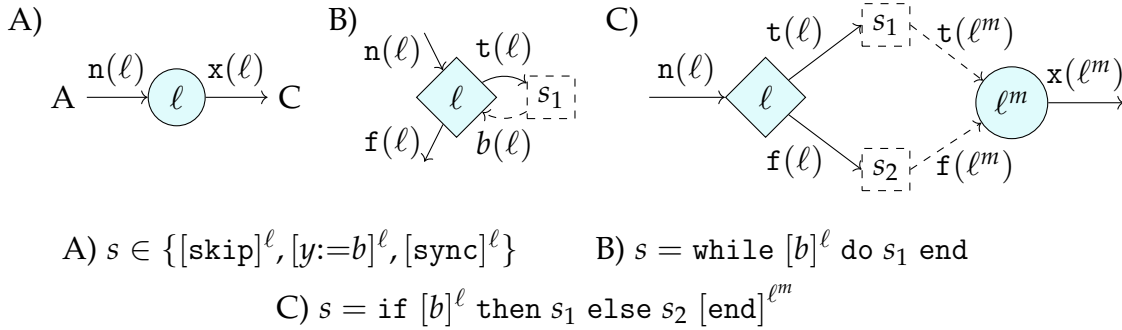 A)
n(ℓ) x(ℓ)
A ℓ C
B)
n(ℓ) t(ℓ)
ℓ s₁
f(ℓ) b(ℓ)
C)
s₁
t(ℓ) t(ℓᵐ)
n(ℓ) x(ℓᵐ)
ℓ ℓᵐ
f(ℓ) f(ℓᵐ)
s₂
A) s ∈ {[skip]^ℓ, [y:=b]^ℓ, [sync]^ℓ}
B) s = while [b]^ℓ do s₁ end
C) s = if [b]^ℓ then s₁ else s₂ [end]^ℓᵐ